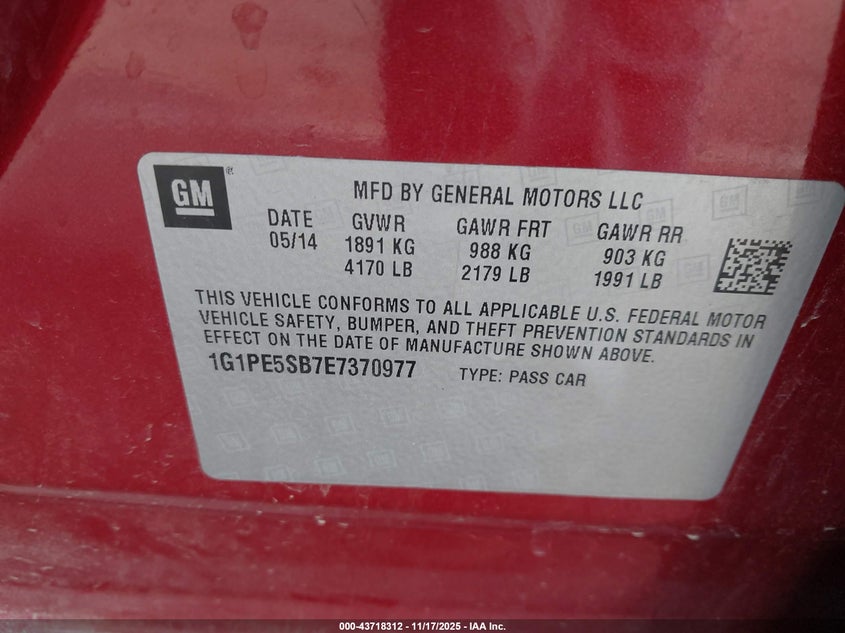 GM®
MFD BY GENERAL MOTORS LLC
DATE GVWR GAWR FRT GAWR RR
05/14 1891 KG 988 KG 903 KG
4170 LB 2179 LB 1991 LB
THIS VEHICLE CONFORMS TO ALL APPLICABLE U.S. FEDERAL MOTOR
VEHICLE SAFETY, BUMPER, AND THEFT PREVENTION STANDARDS IN
EFFECT ON THE DATE OF MANUFACTURE SHOWN ABOVE.
1G1PE5SB7E7370977 TYPE: PASS CAR
000-43718312 - 11/17/2025 - IAA Inc.